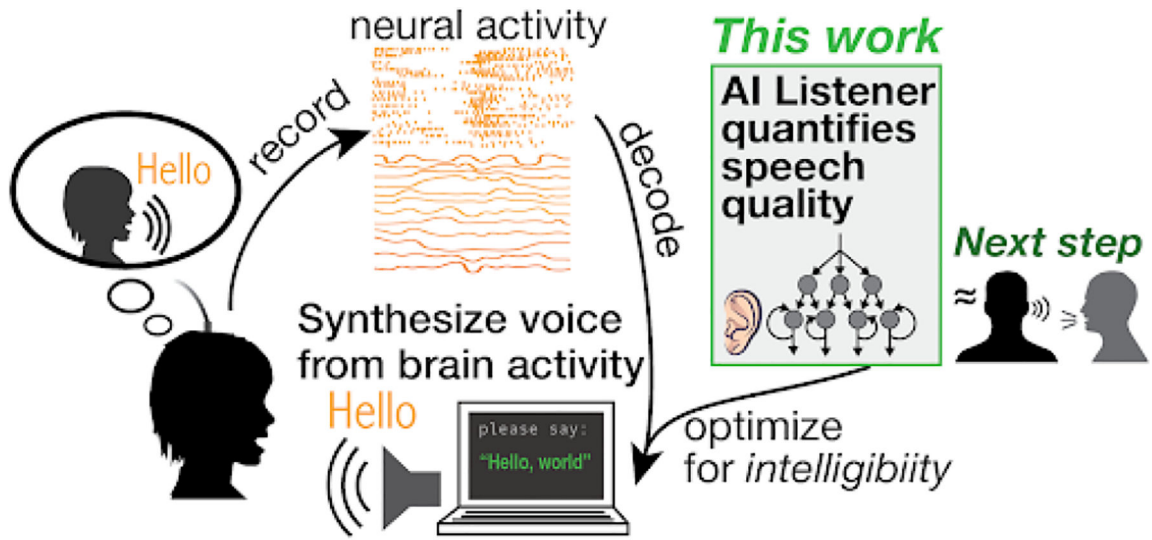 neural activity
This work
AI Listener
quantifies
speech
quality
record
Hello
decode
Next step
≈
Synthesize voice
from brain activity
Hello
please say:
“Hello, world”
optimize
for intelligibiity